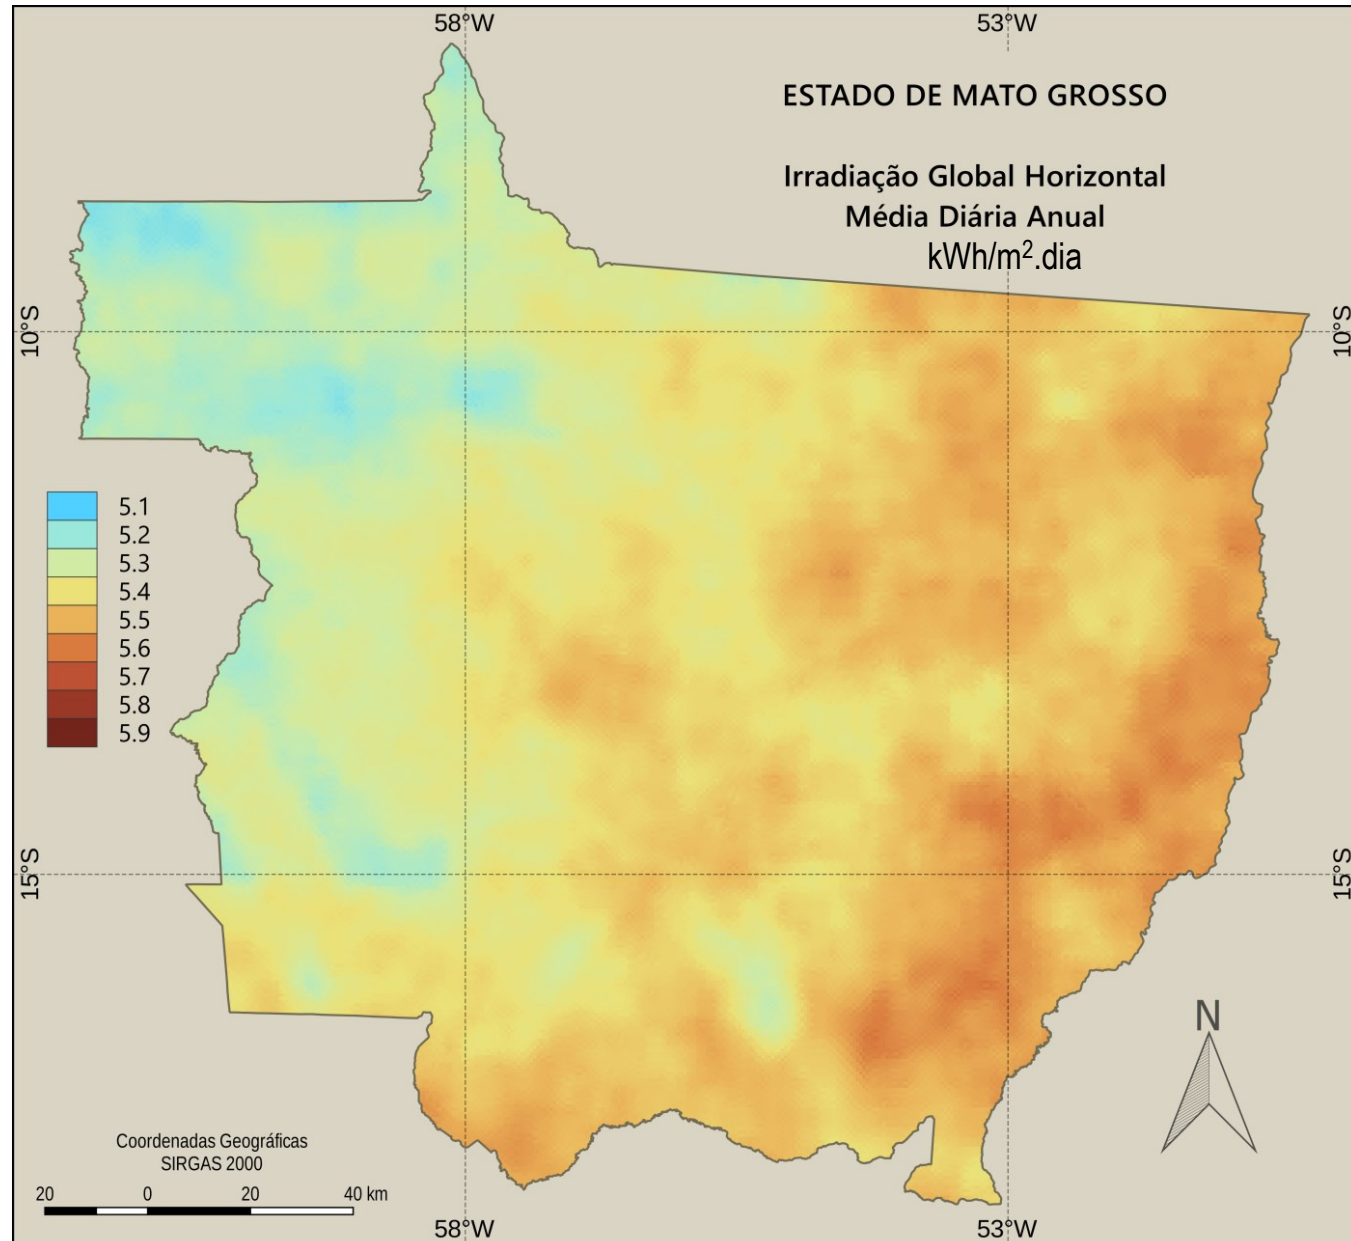 58°W
53°W
ESTADO DE MATO GROSSO
Irradiação Global Horizontal
Média Diária Anual
kWh/m².dia
10°S
10°S
5.1
5.2
5.3
5.4
5.5
5.6
5.7
5.8
5.9
15°S
15°S
N
Coordenadas Geográficas
SIRGAS 2000
20 0 20 40 km
58°W
53°W